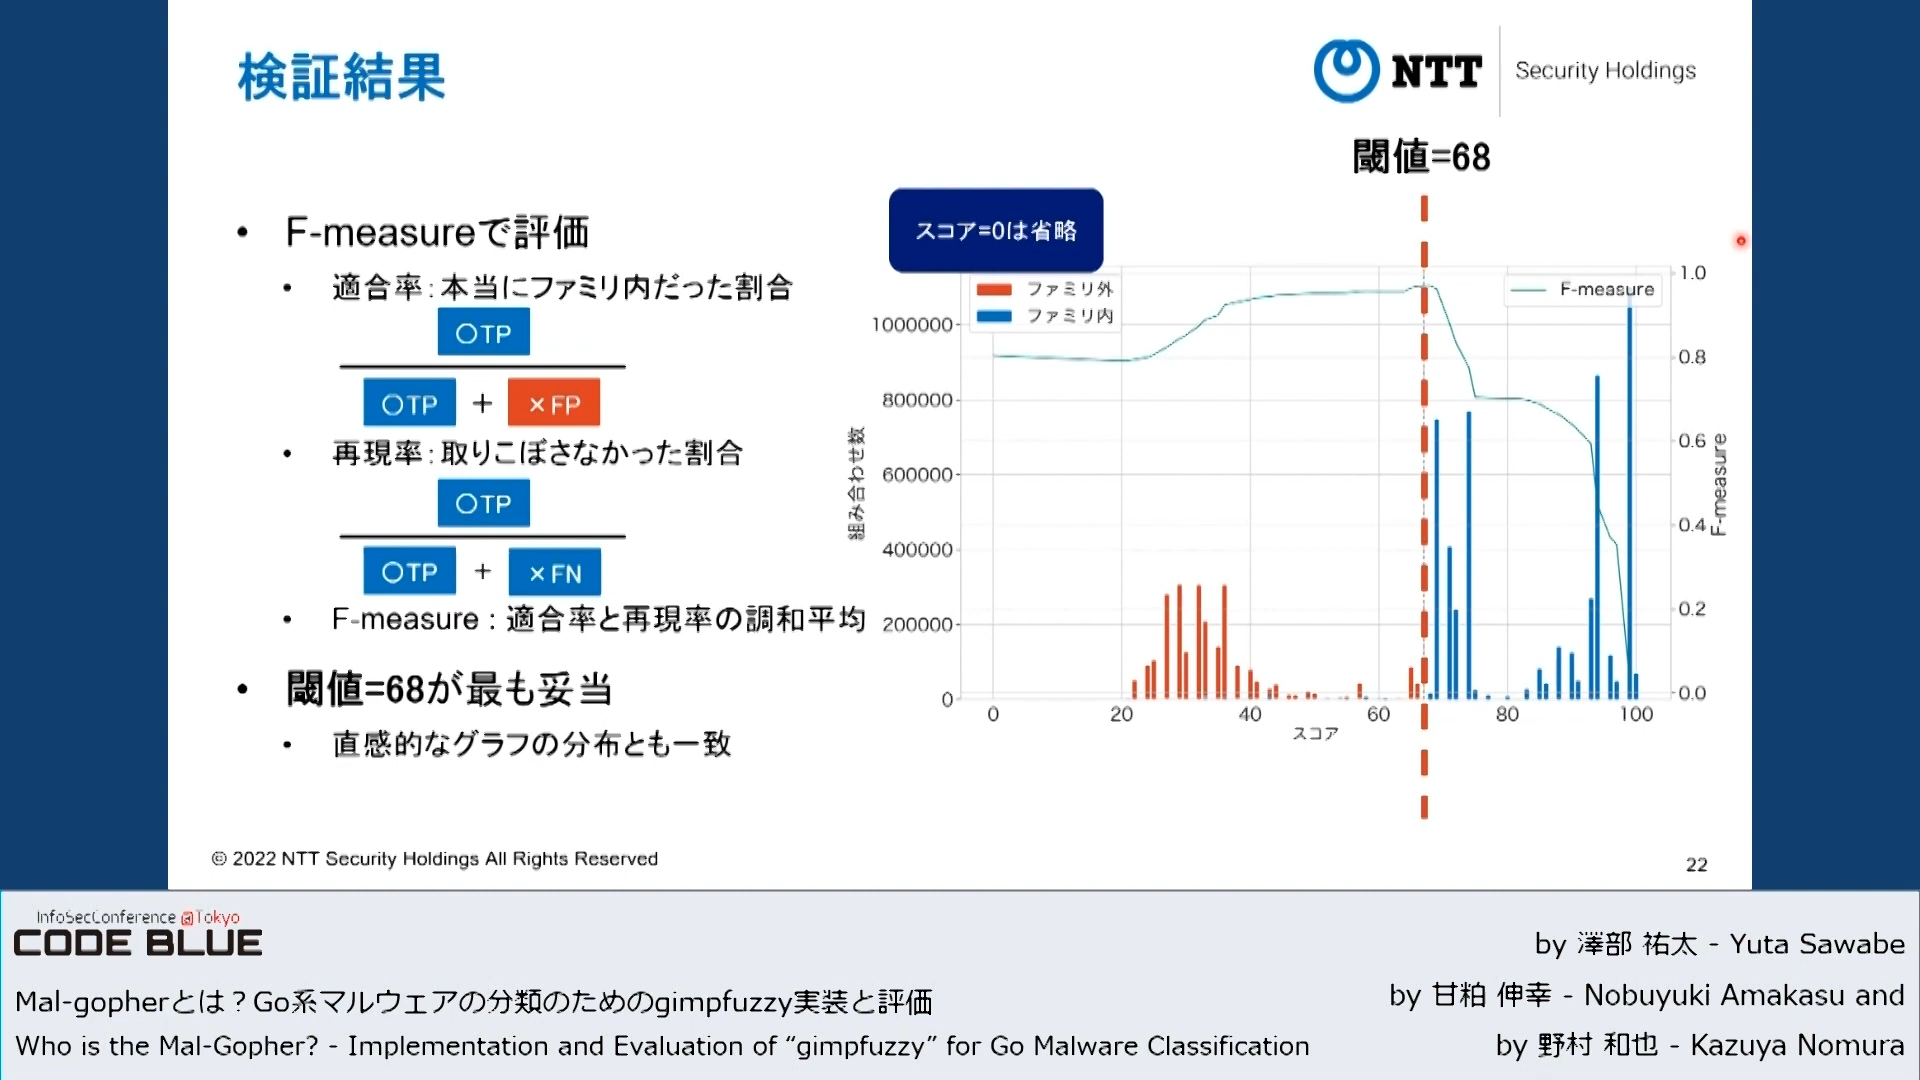 検証結果
NTT Security Holdings
閾値=68
スコア=0は省略
• F-measureで評価
• 適合率:本当にファミリ内だった割合
〇TP
〇TP + ×FP
• 再現率:取りこぼさなかった割合
〇TP
〇TP + ×FN
• F-measure:適合率と再現率の調和平均
• 閾値=68が最も妥当
• 直感的なグラフの分布とも一致
ファミリ外
ファミリ内
F-measure
組み合わせ数
1000000
800000
600000
400000
200000
0
1.0
0.8
0.6
0.4
0.2
0.0
F-measure
0 20 40 60 80 100
スコア
© 2022 NTT Security Holdings All Rights Reserved
22
InfoSecConference @Tokyo
CODE BLUE
Mal-gopherとは?Go系マルウェアの分類のためのgimpfuzzy実装と評価
Who is the Mal-Gopher? - Implementation and Evaluation of “gimpfuzzy” for Go Malware Classification
by 澤部 祐太 - Yuta Sawabe
by 甘粕 伸幸 - Nobuyuki Amakasu and
by 野村 和也 - Kazuya Nomura